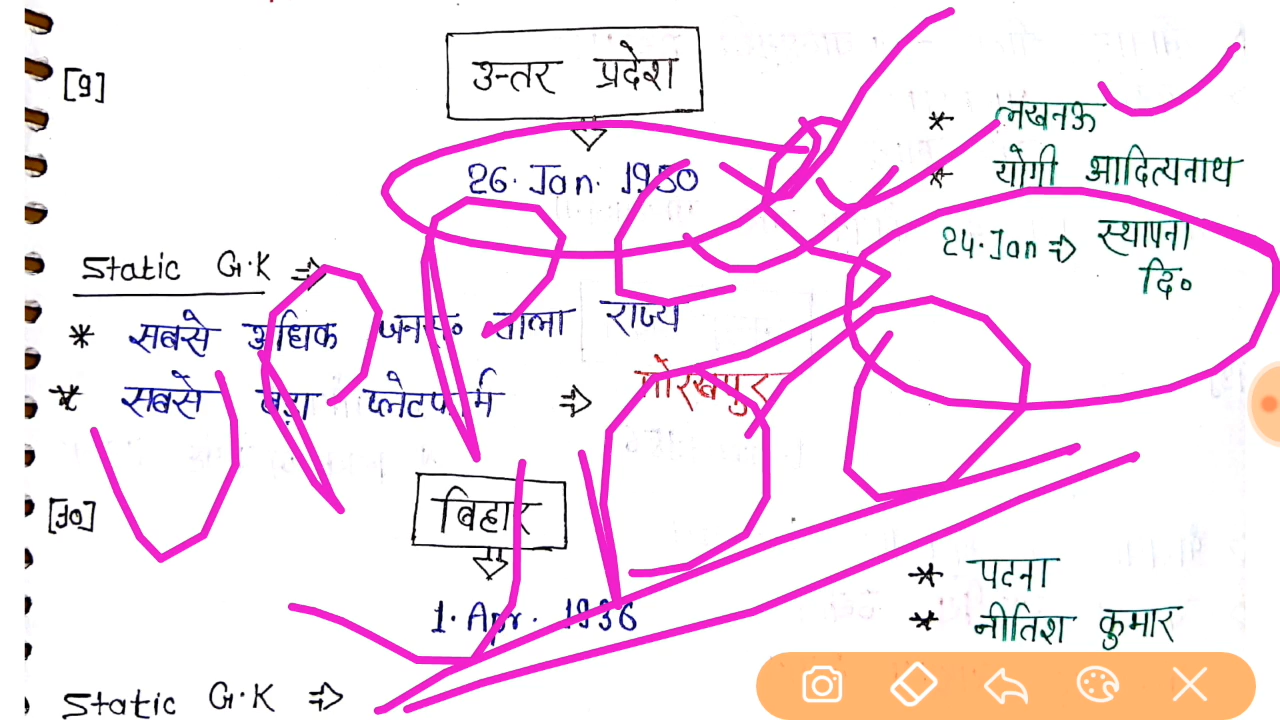 [9]
उत्तर प्रदेश
26. Jan. 1950
* लखनऊ
* योगी आदित्यनाथ
24. Jan ⇒ स्थापना दि०
Static G.K ⇒
* सबसे अधिक जनसं० वाला राज्य
* सबसे बड़ा प्लेटफार्म ⇒ गोरखपुर
[10]
बिहार
1. Apr. 1936
* पटना
* नीतिश कुमार
Static G.K ⇒